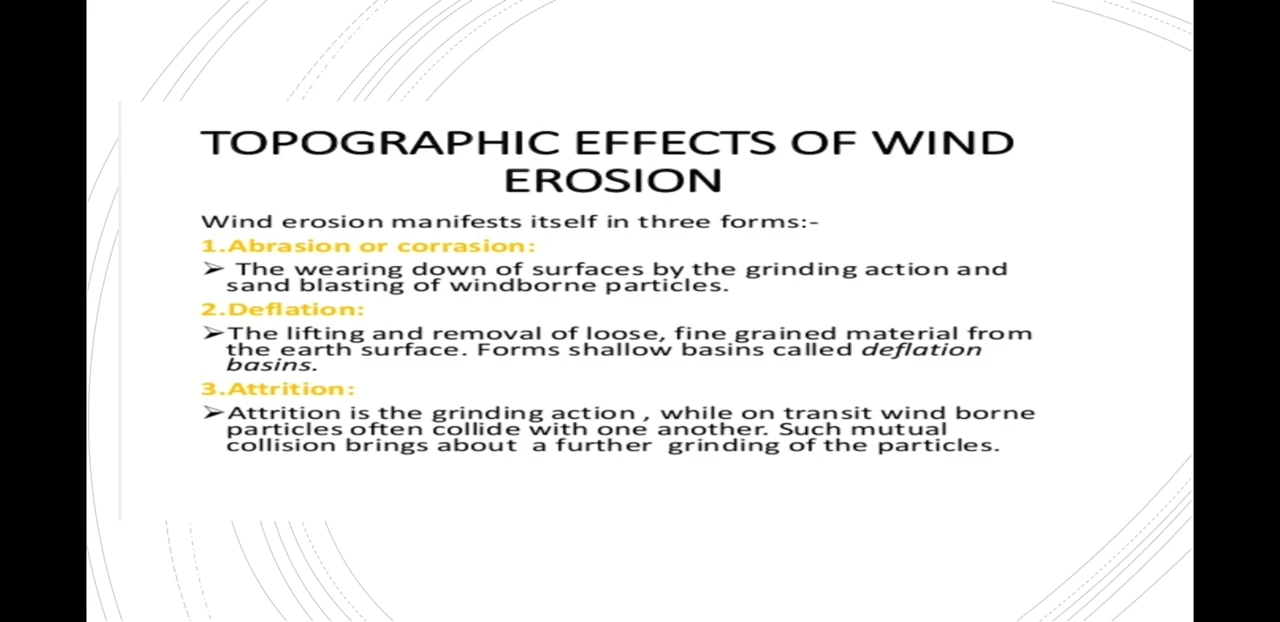 TOPOGRAPHIC EFFECTS OF WIND
EROSION
Wind erosion manifests itself in three forms:-
1.Abrasion or corrasion:
➢ The wearing down of surfaces by the grinding action and
sand blasting of windborne particles.
2.Deflation:
➢The lifting and removal of loose, fine grained material from
the earth surface. Forms shallow basins called deflation
basins.
3.Attrition:
➢Attrition is the grinding action , while on transit wind borne
particles often collide with one another. Such mutual
collision brings about a further grinding of the particles.